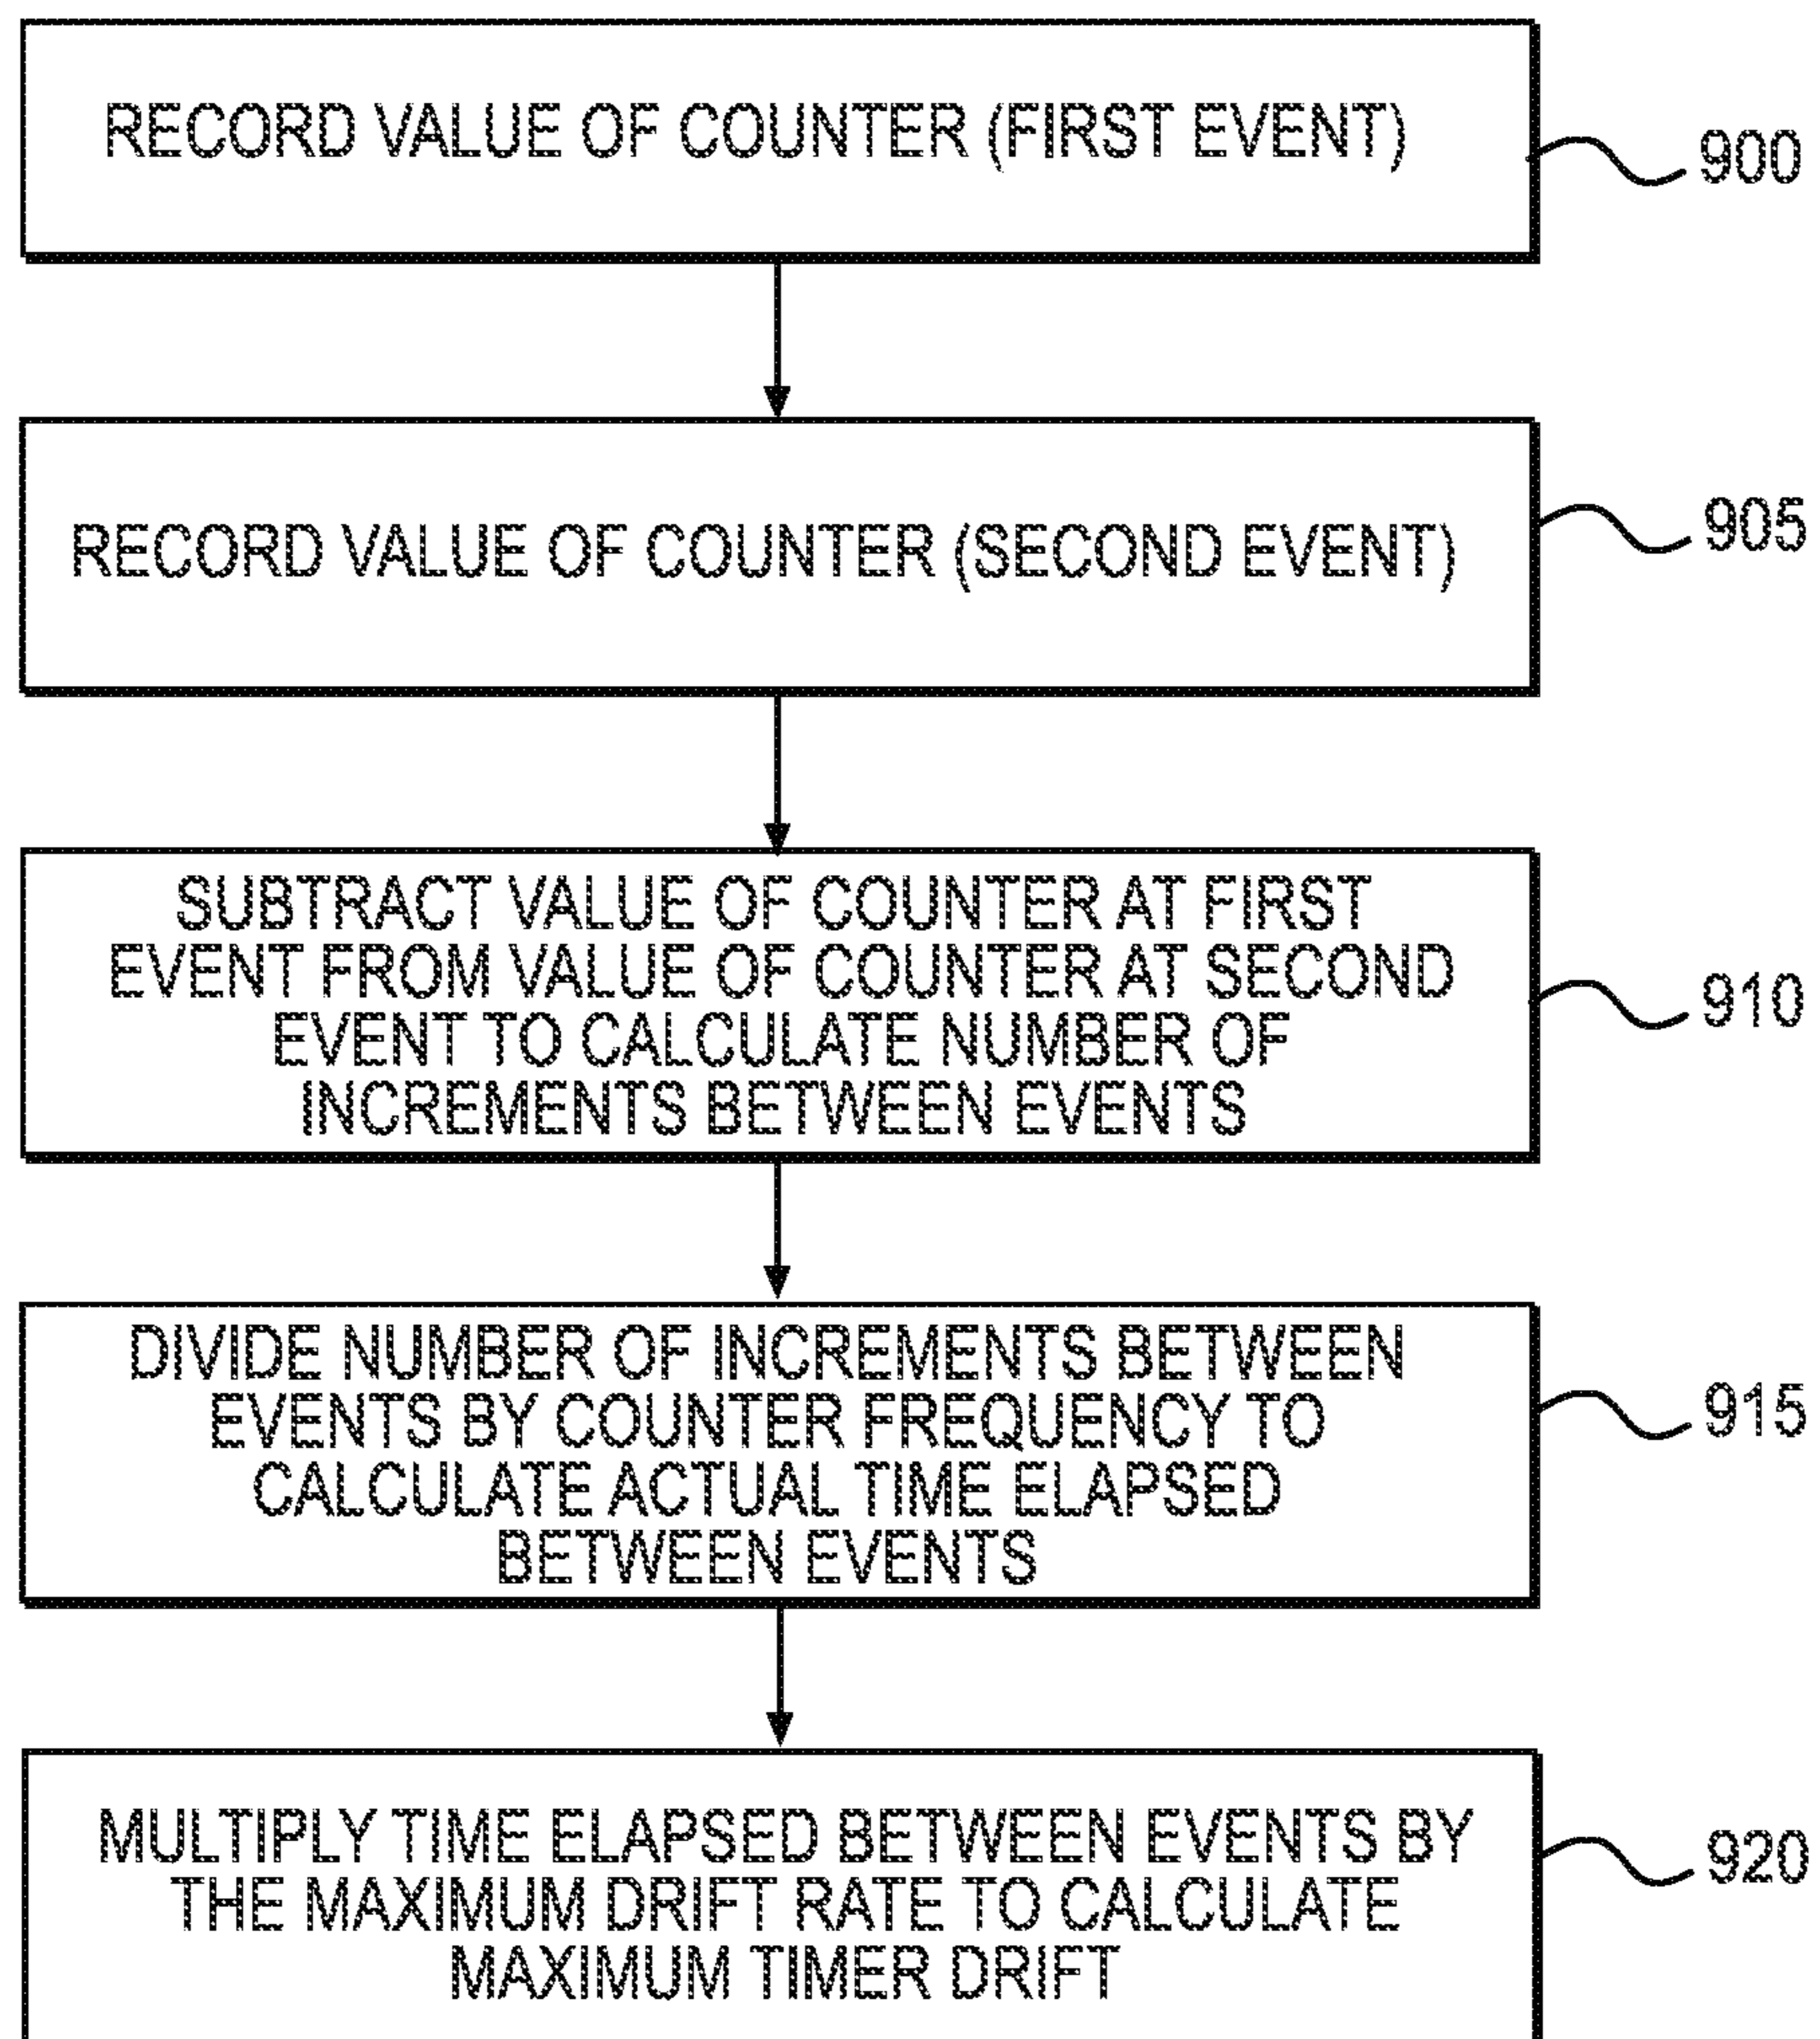 RECORD VALUE OF COUNTER (FIRST EVENT)
900
RECORD VALUE OF COUNTER (SECOND EVENT)
905
SUBTRACT VALUE OF COUNTER AT FIRST
EVENT FROM VALUE OF COUNTER AT SECOND
EVENT TO CALCULATE NUMBER OF
INCREMENTS BETWEEN EVENTS
910
DIVIDE NUMBER OF INCREMENTS BETWEEN
EVENTS BY COUNTER FREQUENCY TO
CALCULATE ACTUAL TIME ELAPSED
BETWEEN EVENTS
915
MULTIPLY TIME ELAPSED BETWEEN EVENTS BY
THE MAXIMUM DRIFT RATE TO CALCULATE
MAXIMUM TIMER DRIFT
920